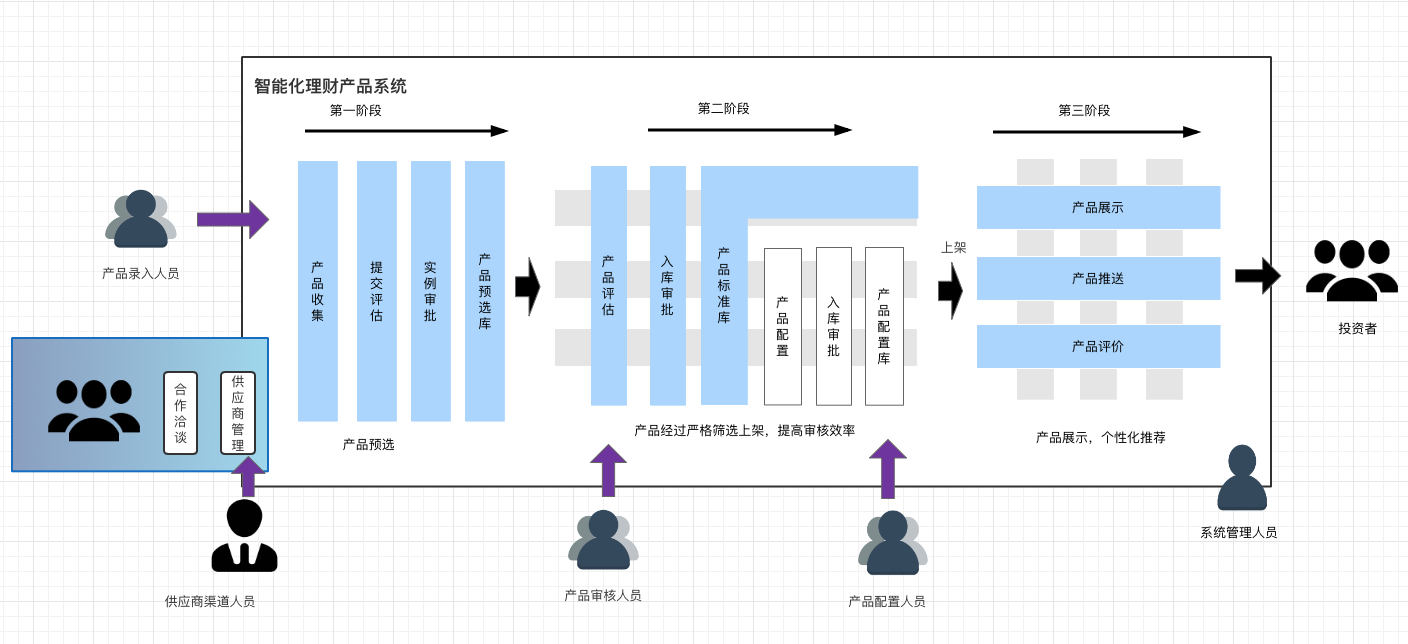 智能化理财产品系统
第一阶段
第二阶段
第三阶段
产品录入人员
产品收集
提交评估
实例审批
产品预选库
产品预选
合作洽谈
供应商管理
供应商渠道人员
产品评估
入库审批
产品标准库
产品配置
入库审批
产品配置库
产品经过严格筛选上架，提高审核效率
产品审核人员
产品配置人员
上架
产品展示
产品推送
产品评价
产品展示，个性化推荐
系统管理人员
投资者